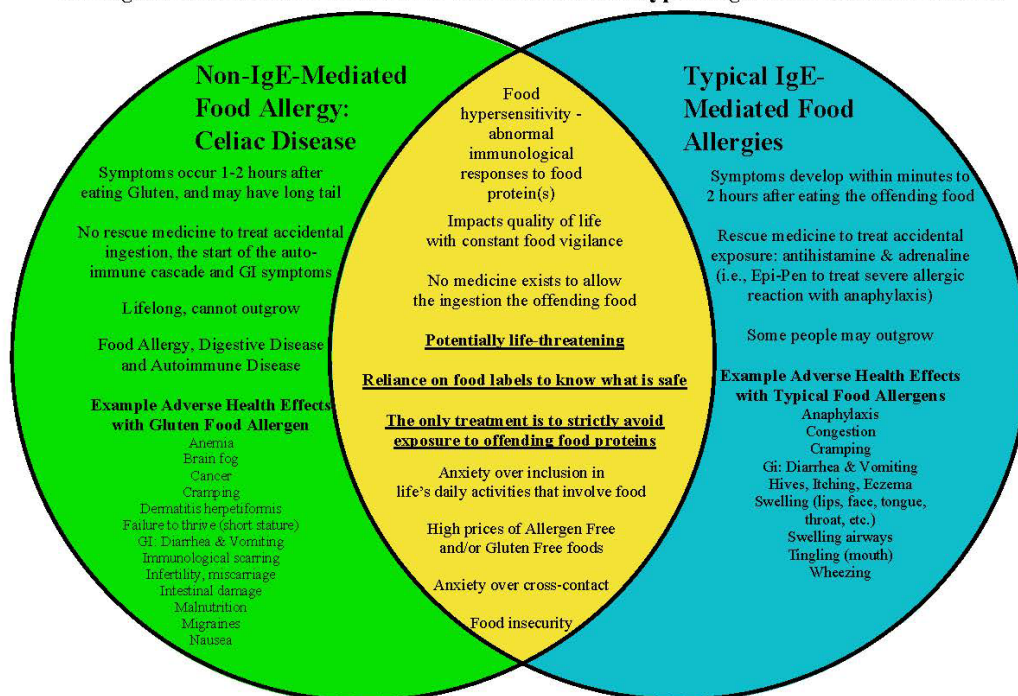 Non-IgE-Mediated
Food Allergy:
Celiac Disease
Symptoms occur 1-2 hours after
eating Gluten, and may have long tail
No rescue medicine to treat accidental
ingestion, the start of the auto-
immune cascade and GI symptoms
Lifelong, cannot outgrow
Food Allergy, Digestive Disease
and Autoimmune Disease
Example Adverse Health Effects
with Gluten Food Allergen
Anemia
Brain fog
Cancer
Cramping
Dermatitis herpetiformis
Failure to thrive (short stature)
GI: Diarrhea & Vomiting
Immunological scarring
Infertility, miscarriage
Intestinal damage
Malnutrition
Migraines
Nausea
Food
hypersensitivity -
abnormal
immunological
responses to food
protein(s)
Impacts quality of life
with constant food vigilance
No medicine exists to allow
the ingestion the offending food
Potentially life-threatening
Reliance on food labels to know what is safe
The only treatment is to strictly avoid
exposure to offending food proteins
Anxiety over inclusion in
life's daily activities that involve food
High prices of Allergen Free
and/or Gluten Free foods
Anxiety over cross-contact
Food insecurity
Typical IgE-
Mediated Food
Allergies
Symptoms develop within minutes to
2 hours after eating the offending food
Rescue medicine to treat accidental
exposure: antihistamine & adrenaline
(i.e., Epi-Pen to treat severe allergic
reaction with anaphylaxis)
Some people may outgrow
Example Adverse Health Effects
with Typical Food Allergens
Anaphylaxis
Congestion
Cramping
Gi: Diarrhea & Vomiting
Hives, Itching, Eczema
Swelling (lips, face, tongue,
throat, etc.)
Swelling airways
Tingling (mouth)
Wheezing